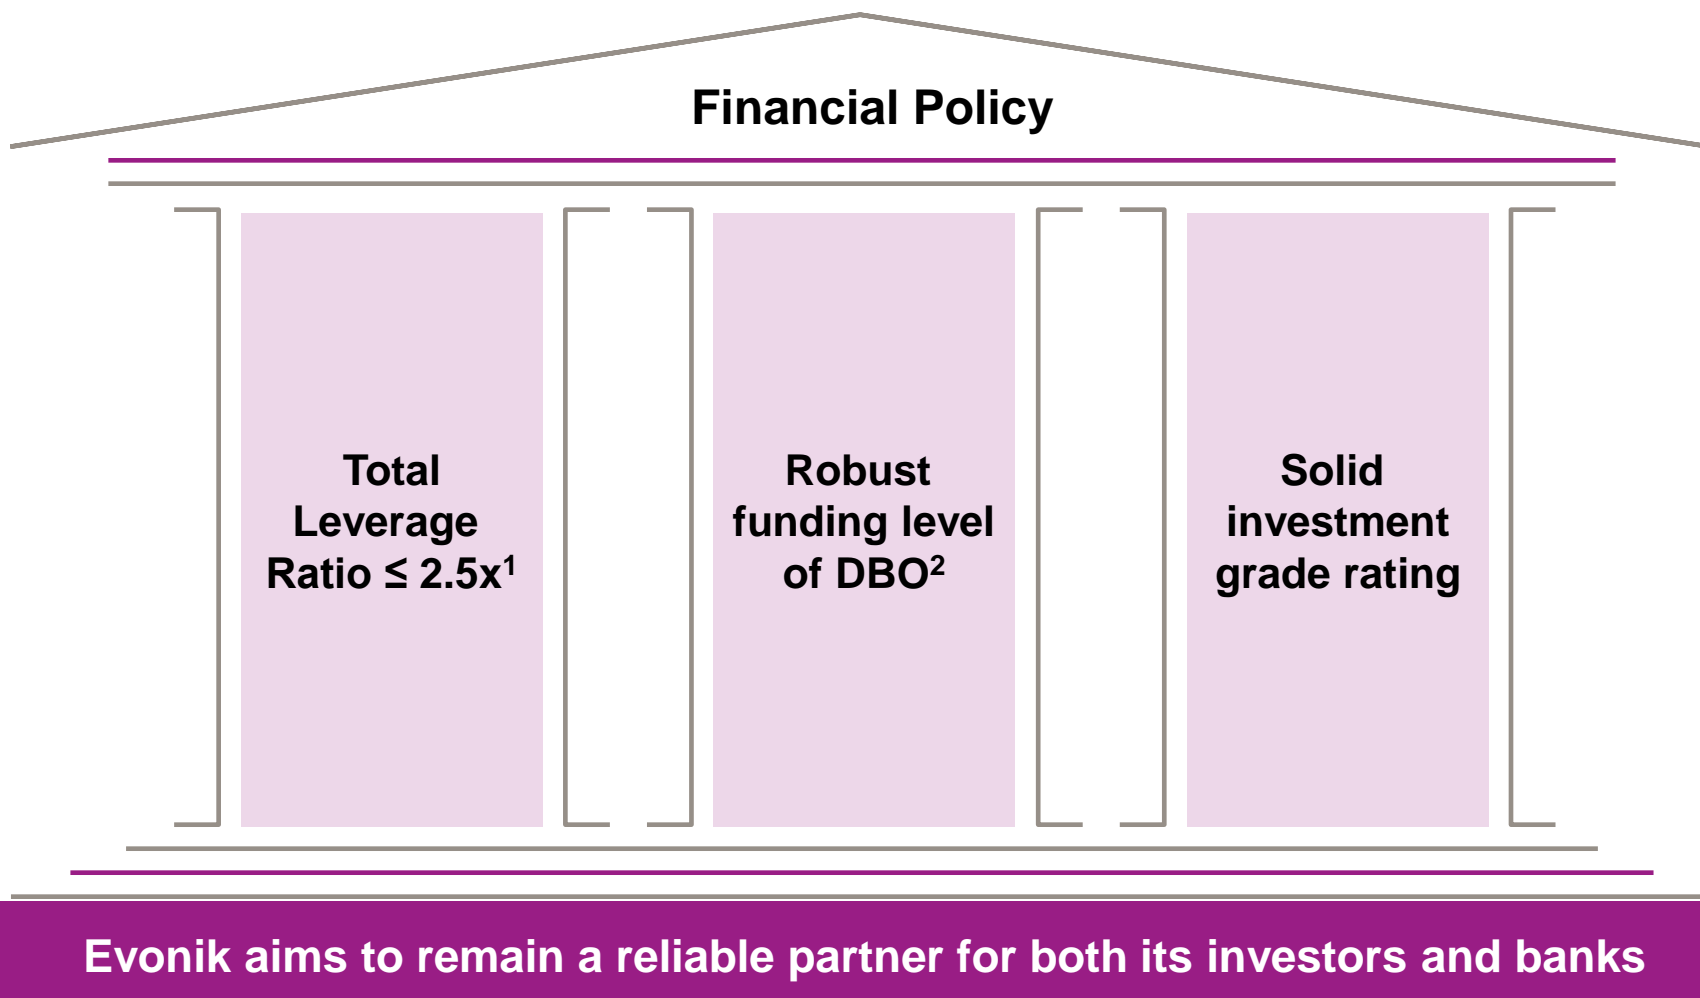 Financial Policy
Total
Leverage
Ratio ≤ 2.5x¹
Robust
funding level
of DBO²
Solid
investment
grade rating
Evonik aims to remain a reliable partner for both its investors and banks